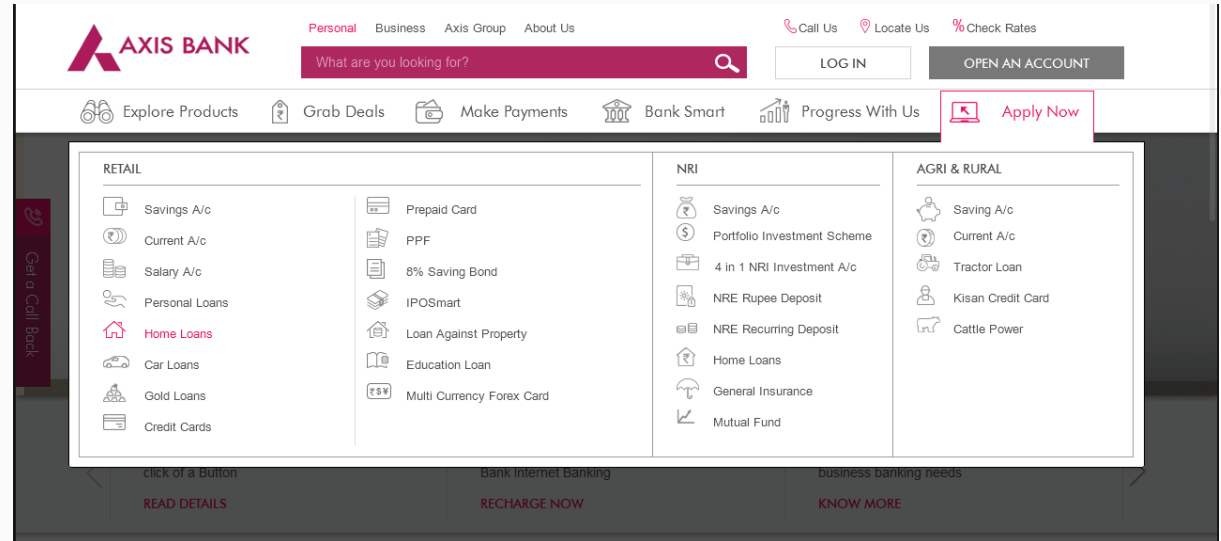 Personal Business Axis Group About Us Call Us Locate Us % Check Rates
AXIS BANK
What are you looking for?
LOG IN
OPEN AN ACCOUNT
Explore Products Grab Deals Make Payments Bank Smart Progress With Us Apply Now
Get a Call Back
RETAIL
Savings A/c
Current A/c
Salary A/c
Personal Loans
Home Loans
Car Loans
Gold Loans
Credit Cards
Prepaid Card
PPF
8% Saving Bond
IPOSmart
Loan Against Property
Education Loan
₹$¥ Multi Currency Forex Card
NRI
Savings A/c
Portfolio Investment Scheme
4 in 1 NRI Investment A/c
NRE Rupee Deposit
NRE Recurring Deposit
Home Loans
General Insurance
Mutual Fund
AGRI & RURAL
Saving A/c
Current A/c
Tractor Loan
Kisan Credit Card
Cattle Power
click of a Button
READ DETAILS
Bank Internet Banking
RECHARGE NOW
business banking needs
KNOW MORE